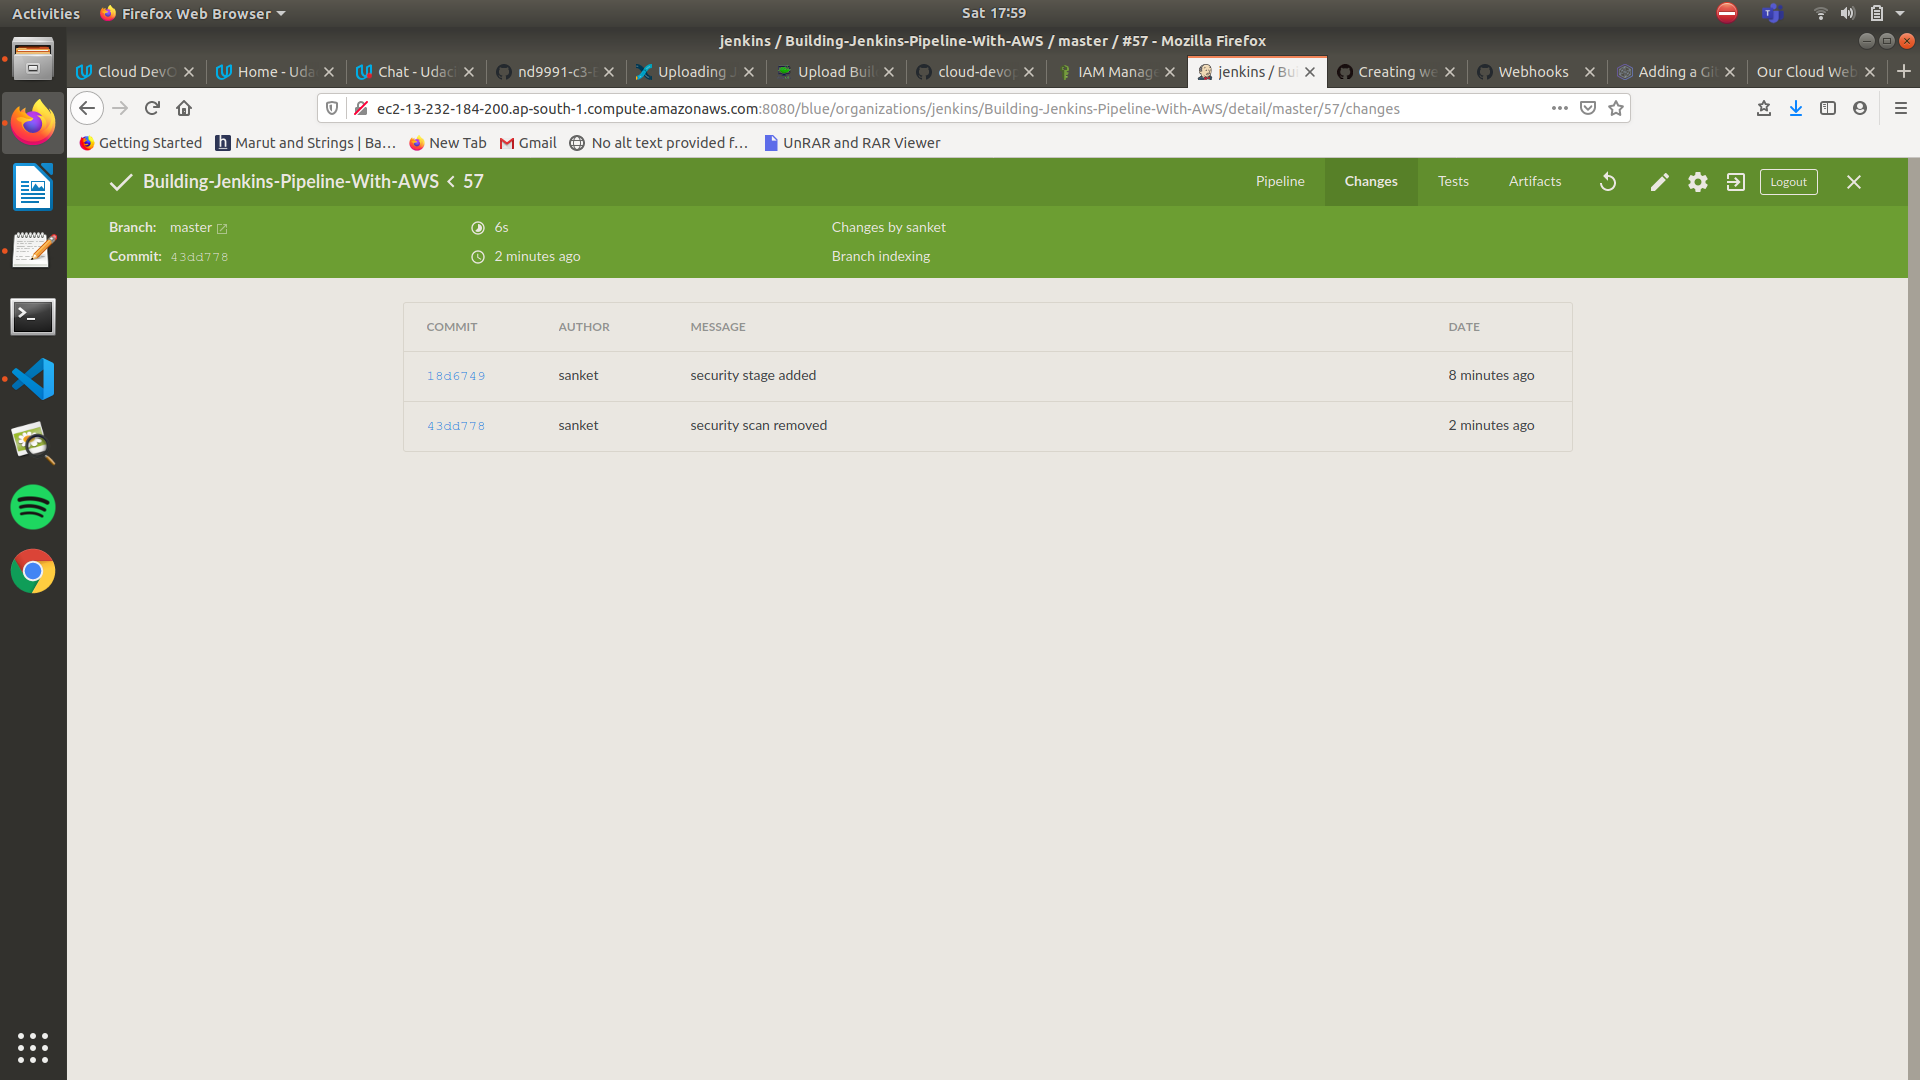 Activities Firefox Web Browser Sat 17:59
jenkins / Building-Jenkins-Pipeline-With-AWS / master / #57 - Mozilla Firefox
Cloud DevO Home - Uda Chat - Udaci nd9991-c3- Uploading Upload Buil cloud-devop IAM Manage jenkins / Bui Creating we Webhooks Adding a Git Our Cloud Web
ec2-13-232-184-200.ap-south-1.compute.amazonaws.com:8080/blue/organizations/jenkins/Building-Jenkins-Pipeline-With-AWS/detail/master/57/changes
Getting Started Marut and Strings | Ba... New Tab Gmail No alt text provided f... UnRAR and RAR Viewer
Building-Jenkins-Pipeline-With-AWS < 57 Pipeline Changes Tests Artifacts Logout
Branch: master 6s Changes by sanket
Commit: 43dd778 2 minutes ago Branch indexing
COMMIT AUTHOR MESSAGE DATE
18d6749 sanket security stage added 8 minutes ago
43dd778 sanket security scan removed 2 minutes ago